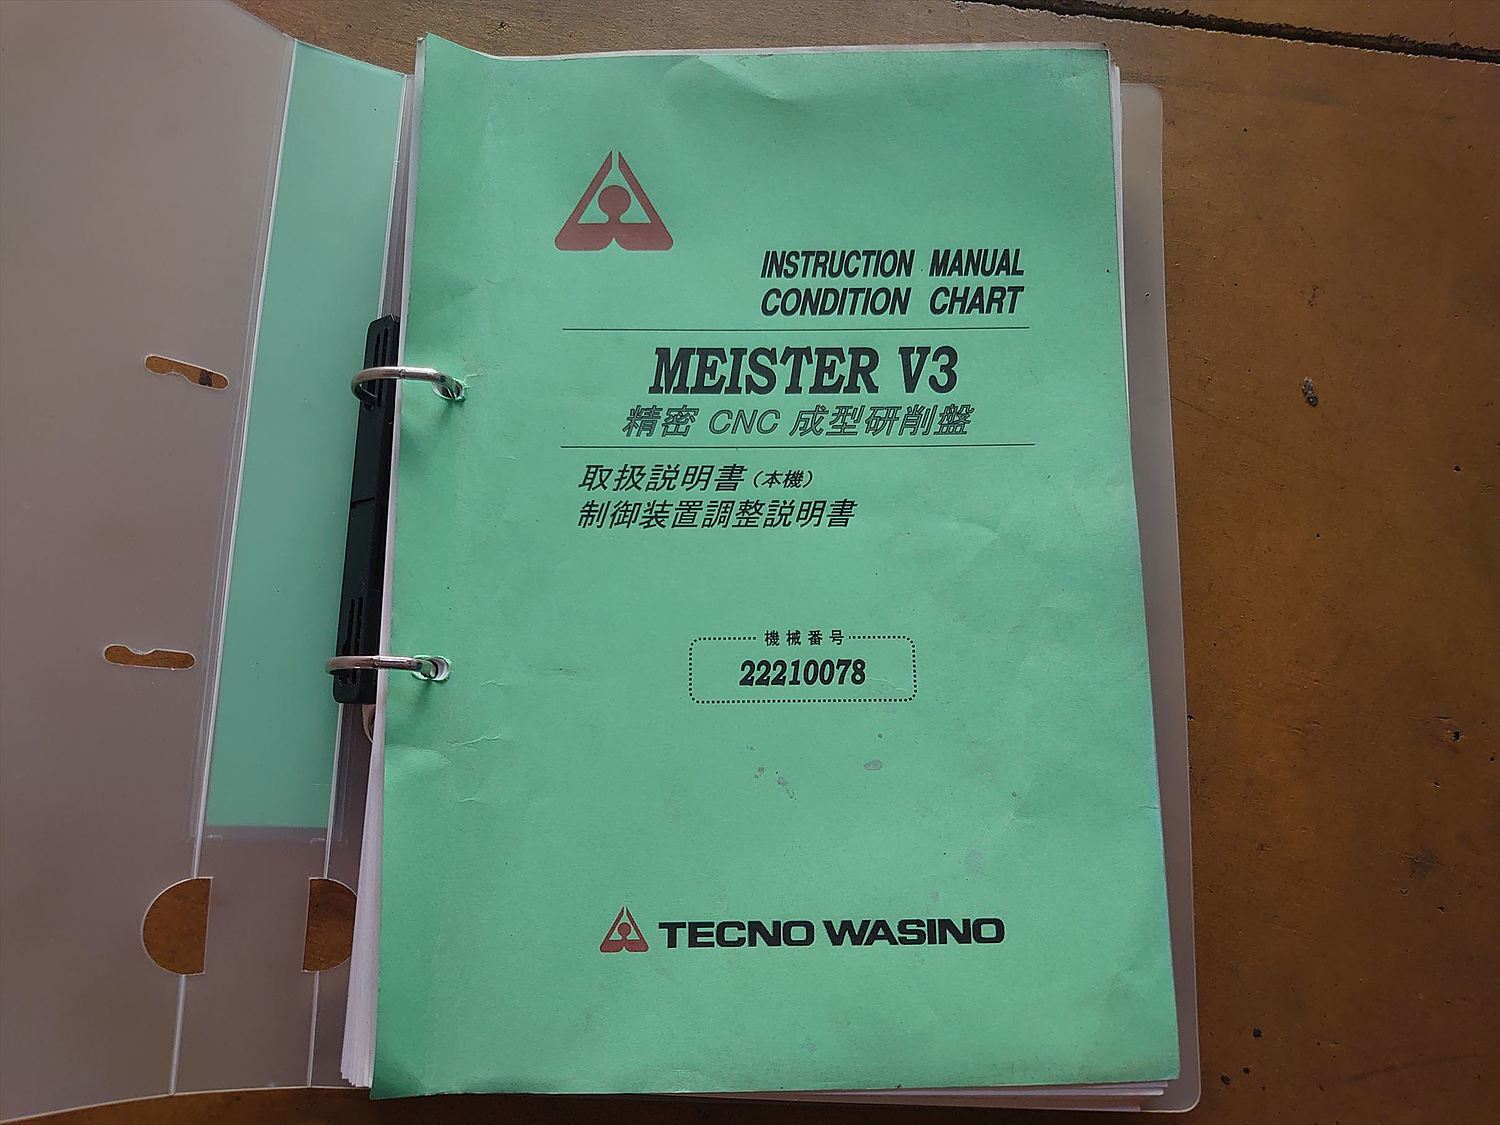 INSTRUCTION MANUAL
CONDITION CHART
MEISTER V3
精密 CNC 成型研削盤
取扱説明書(本機)
制御装置調整説明書
機械番号
22210078
TECNO WASINO